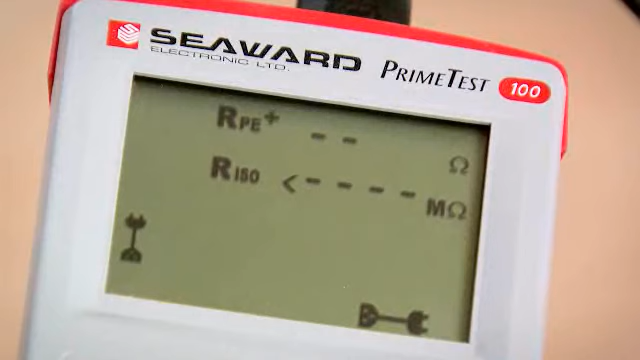 SEAWARD
ELECTRONIC LTD.
PRIMETEST 100
RPE+ -- Ω
RISO <---- MΩ